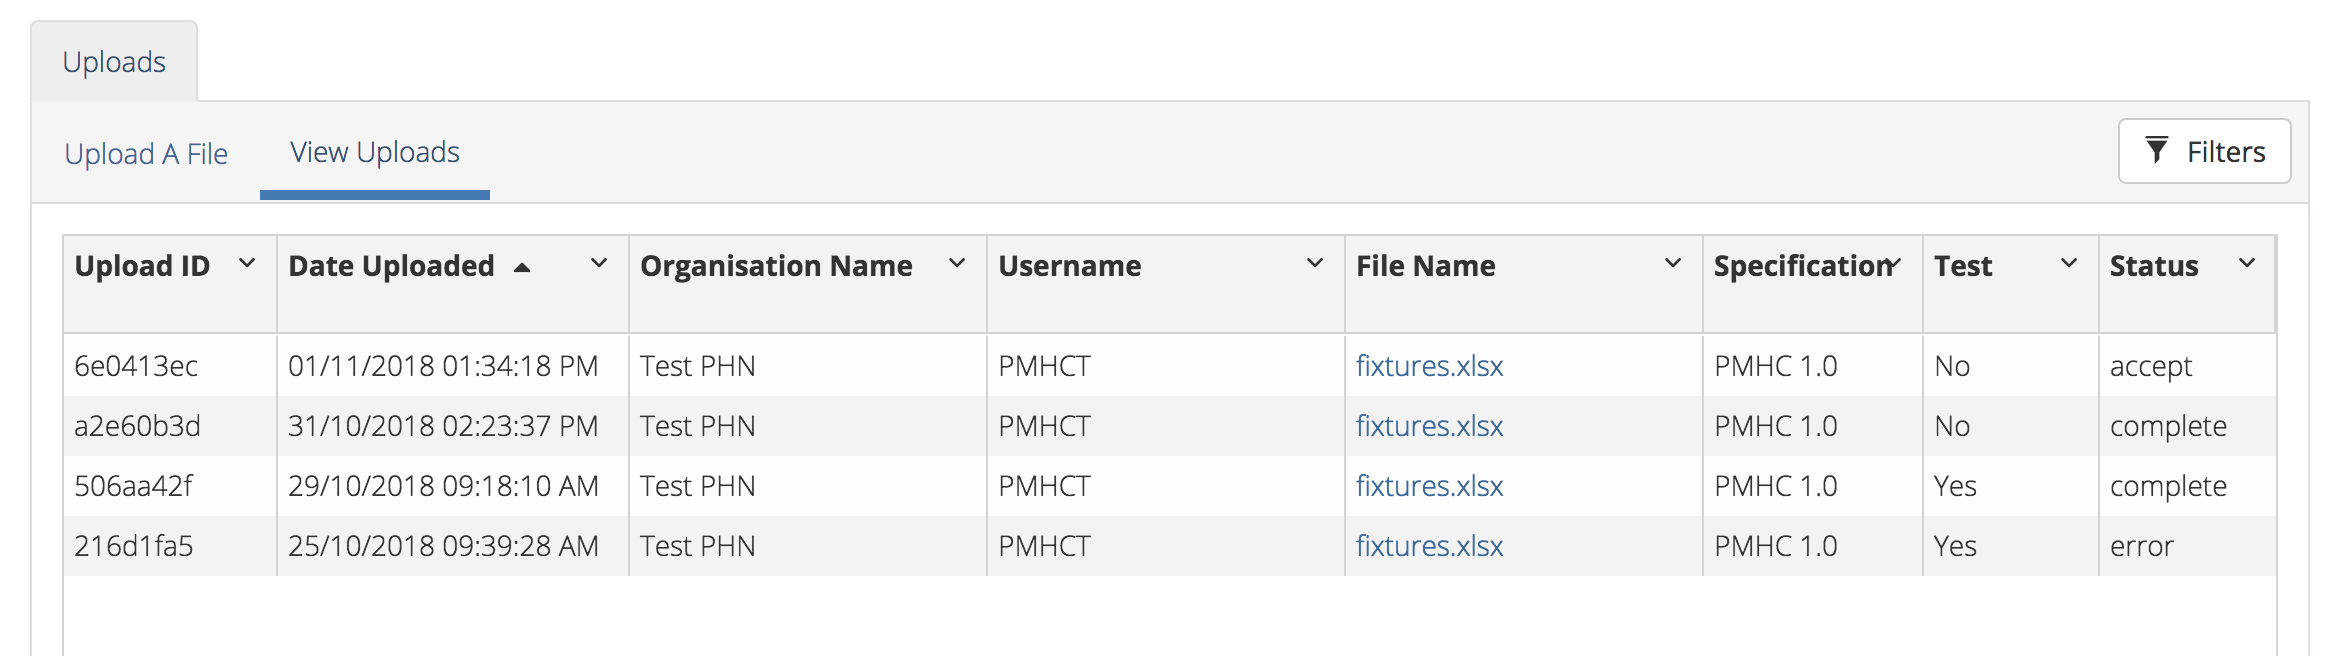 Uploads
Upload A File View Uploads Filters
Upload ID Date Uploaded Organisation Name Username File Name Specification Test Status
6e0413ec 01/11/2018 01:34:18 PM Test PHN PMHCT fixtures.xlsx PMHC 1.0 No accept
a2e60b3d 31/10/2018 02:23:37 PM Test PHN PMHCT fixtures.xlsx PMHC 1.0 No complete
506aa42f 29/10/2018 09:18:10 AM Test PHN PMHCT fixtures.xlsx PMHC 1.0 Yes complete
216d1fa5 25/10/2018 09:39:28 AM Test PHN PMHCT fixtures.xlsx PMHC 1.0 Yes error